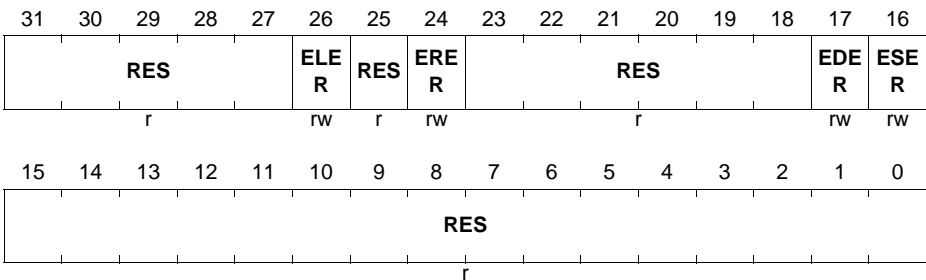 31 30 29 28 27 26 25 24 23 22 21 20 19 18 17 16
RES ELE R RES ERE R RES EDE R ESE R
r rw r rw r rw rw
15 14 13 12 11 10 9 8 7 6 5 4 3 2 1 0
RES
r